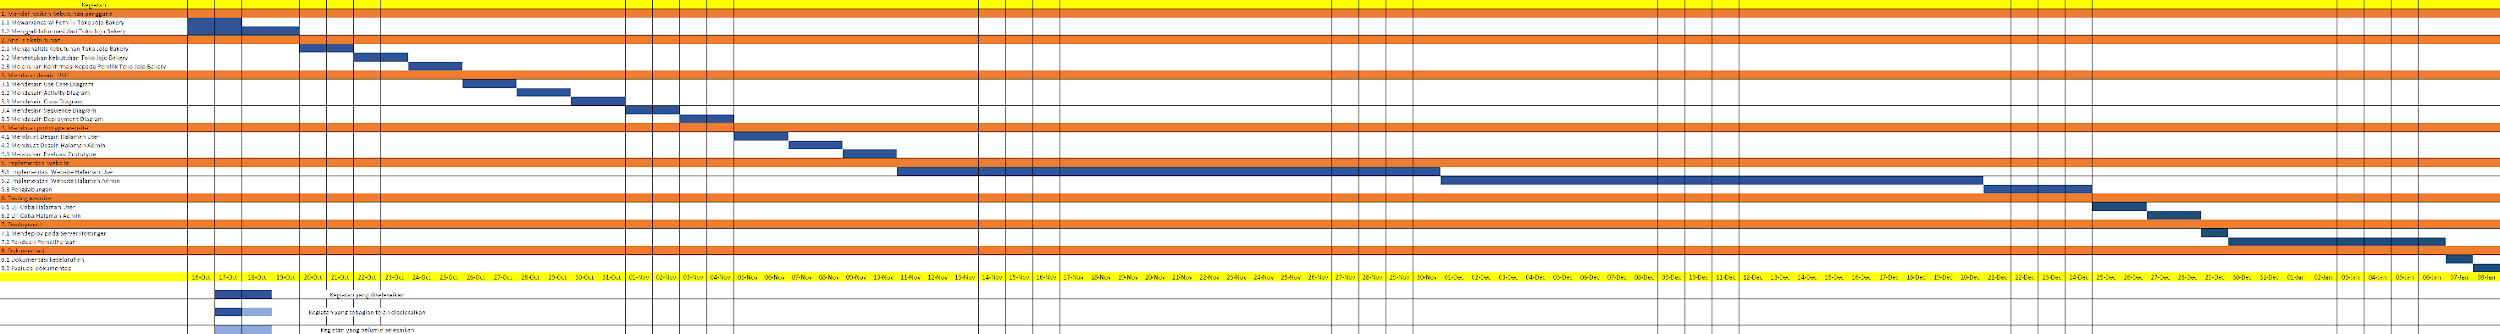 Kegiatan
1. Mendefinisikan kebutuhan pengguna
1.1 Mewawancarai Pemilik Toko Jojo Bakery
1.2 Menggali Informasi dari Toko Jojo Bakery
2. Analisis kebutuhan
2.1 Menganalisis Kebutuhan Toko Jojo Bakery
2.2 Menentukan Kebutuhan Toko Jojo Bakery
2.3 Melakukan Konfirmasi Kepada Pemilik Toko Jojo Bakery
3. Membuat desain UML
3.1 Mendesain Use Case Diagram
3.2 Mendesain Activity Diagram
3.3 Mendesain Class Diagram
3.4 Mendesain Sequence Diagram
3.5 Mendesain Deployment Diagram
4. Membuat prototype website
4.1 Membuat Desain Halaman User
4.2 Membuat Desain Halaman Admin
4.3 Melakukan Evaluasi Prototype
5. Implementasi website
5.1 Implementasi Website Halaman User
5.2 Implementasi Website Halaman Admin
5.3 Penggabungan
6. Testing website
6.1 Uji Coba Halaman User
6.2 Uji Coba Halaman Admin
7. Deployment
7.1 Mendeploy pada Server Hostinger
7.2 Panduan Pemeliharaan
8. Dokumentasi
8.1 Dokumentasi keseluruhan
8.2 Evaluasi dokumentasi
16-Oct 17-Oct 18-Oct 19-Oct 20-Oct 21-Oct 22-Oct 23-Oct 24-Oct 25-Oct 26-Oct 27-Oct 28-Oct 29-Oct 30-Oct 31-Oct 01-Nov 02-Nov 03-Nov 04-Nov 05-Nov 06-Nov 07-Nov 08-Nov 09-Nov 10-Nov 11-Nov 12-Nov 13-Nov 14-Nov 15-Nov 16-Nov 17-Nov 18-Nov 19-Nov 20-Nov 21-Nov 22-Nov 23-Nov 24-Nov 25-Nov 26-Nov 27-Nov 28-Nov 29-Nov 30-Nov 01-Dec 02-Dec 03-Dec 04-Dec 05-Dec 06-Dec 07-Dec 08-Dec 09-Dec 10-Dec 11-Dec 12-Dec 13-Dec 14-Dec 15-Dec 16-Dec 17-Dec 18-Dec 19-Dec 20-Dec 21-Dec 22-Dec 23-Dec 24-Dec 25-Dec 26-Dec 27-Dec 28-Dec 29-Dec 30-Dec 31-Dec 01-Jan 02-Jan 03-Jan 04-Jan 05-Jan 06-Jan 07-Jan 08-Jan
Kegiatan yang diselesaikan
Kegiatan yang sebagian telah diselesaikan
Kegiatan yang belum diselesaikan